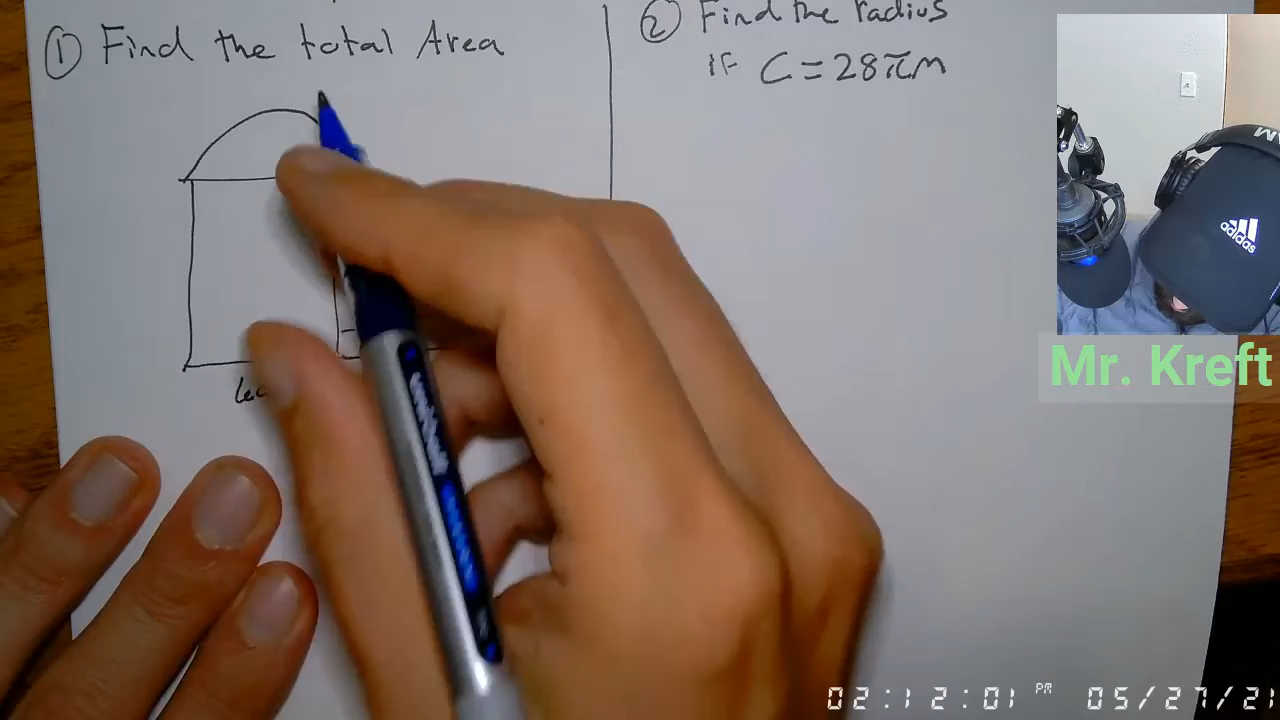 ① Find the total Area
② Find the radius
if C = 28πm
adidas
Mr. Kreft
02:12:01 PM 05/27/21